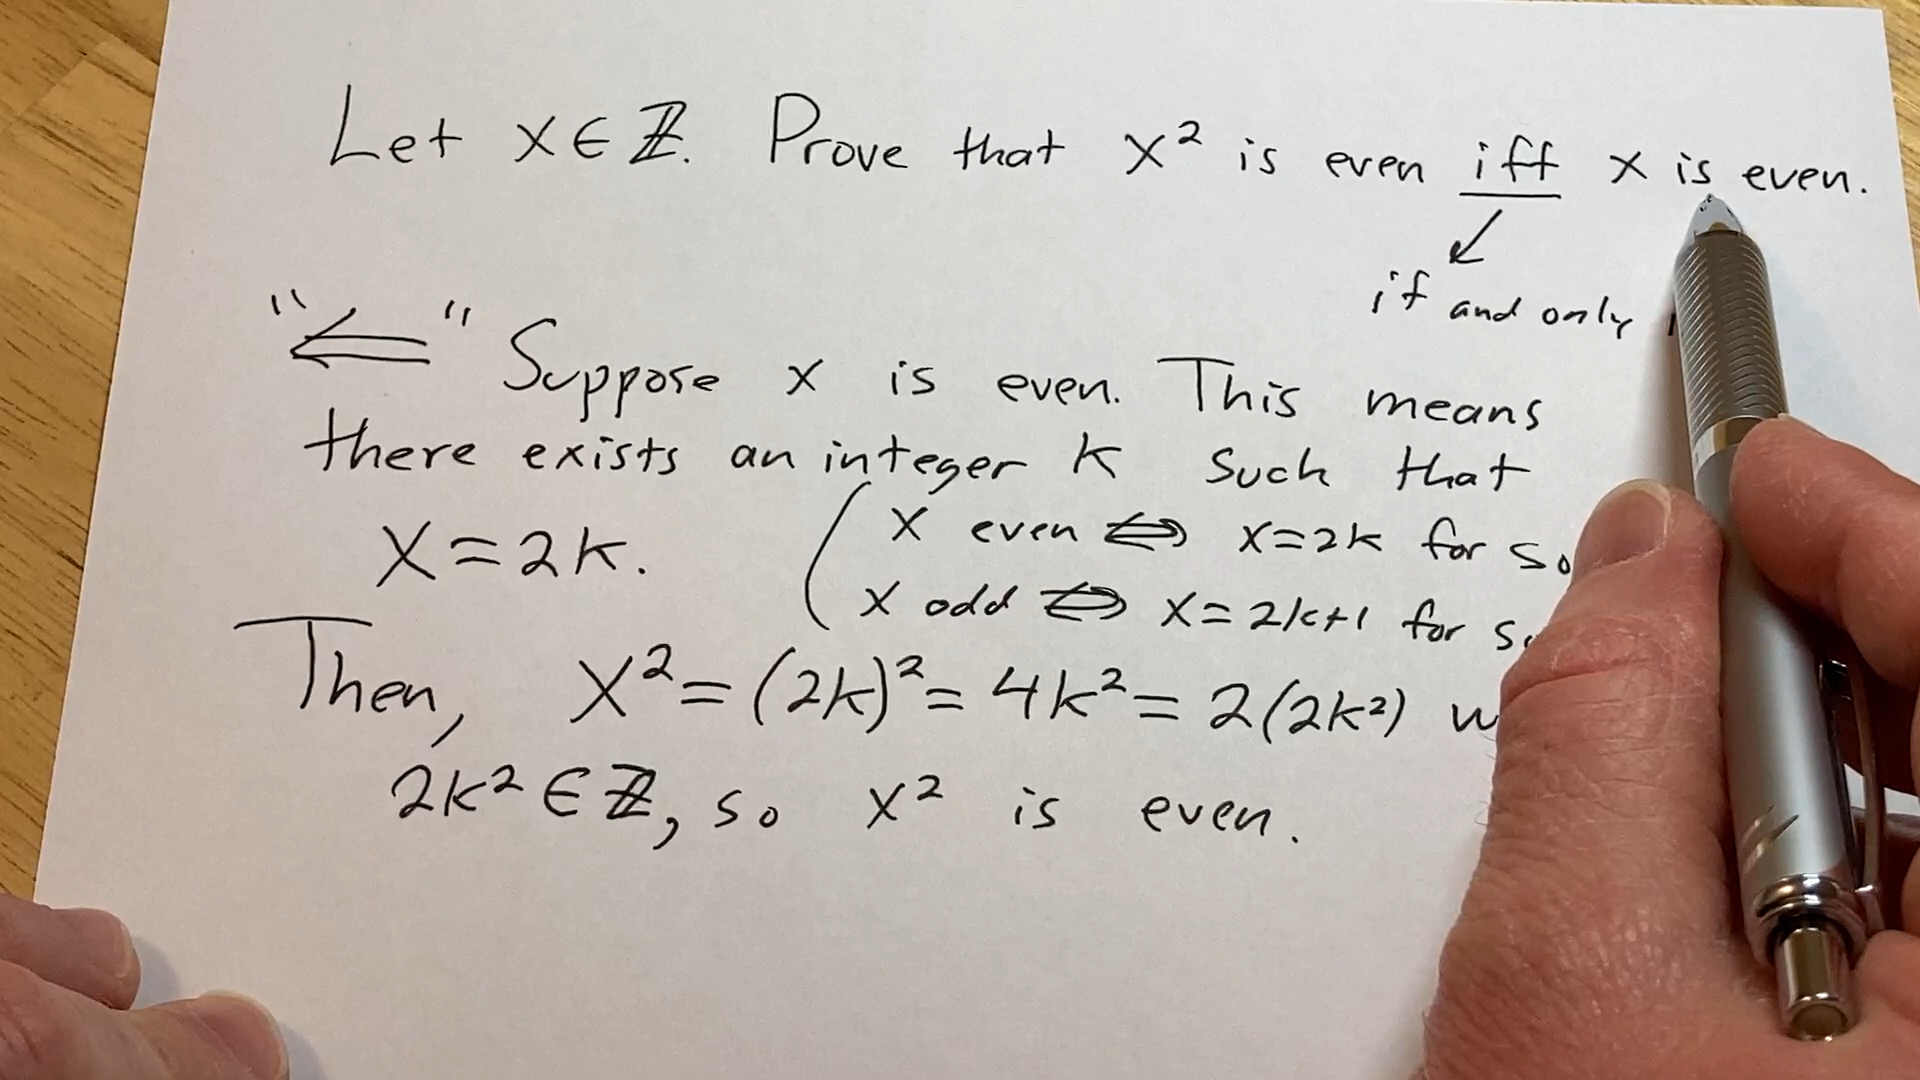 Let x ∈ ℤ. Prove that x² is even iff x is even.
↙
if and only
"⇐" Suppose x is even. This means
there exists an integer k such that
x = 2k.
(x even ⇔ x = 2k for so
x odd ⇔ x = 2k+1 for s
Then, x² = (2k)² = 4k² = 2(2k²) w
2k² ∈ ℤ, so x² is even.